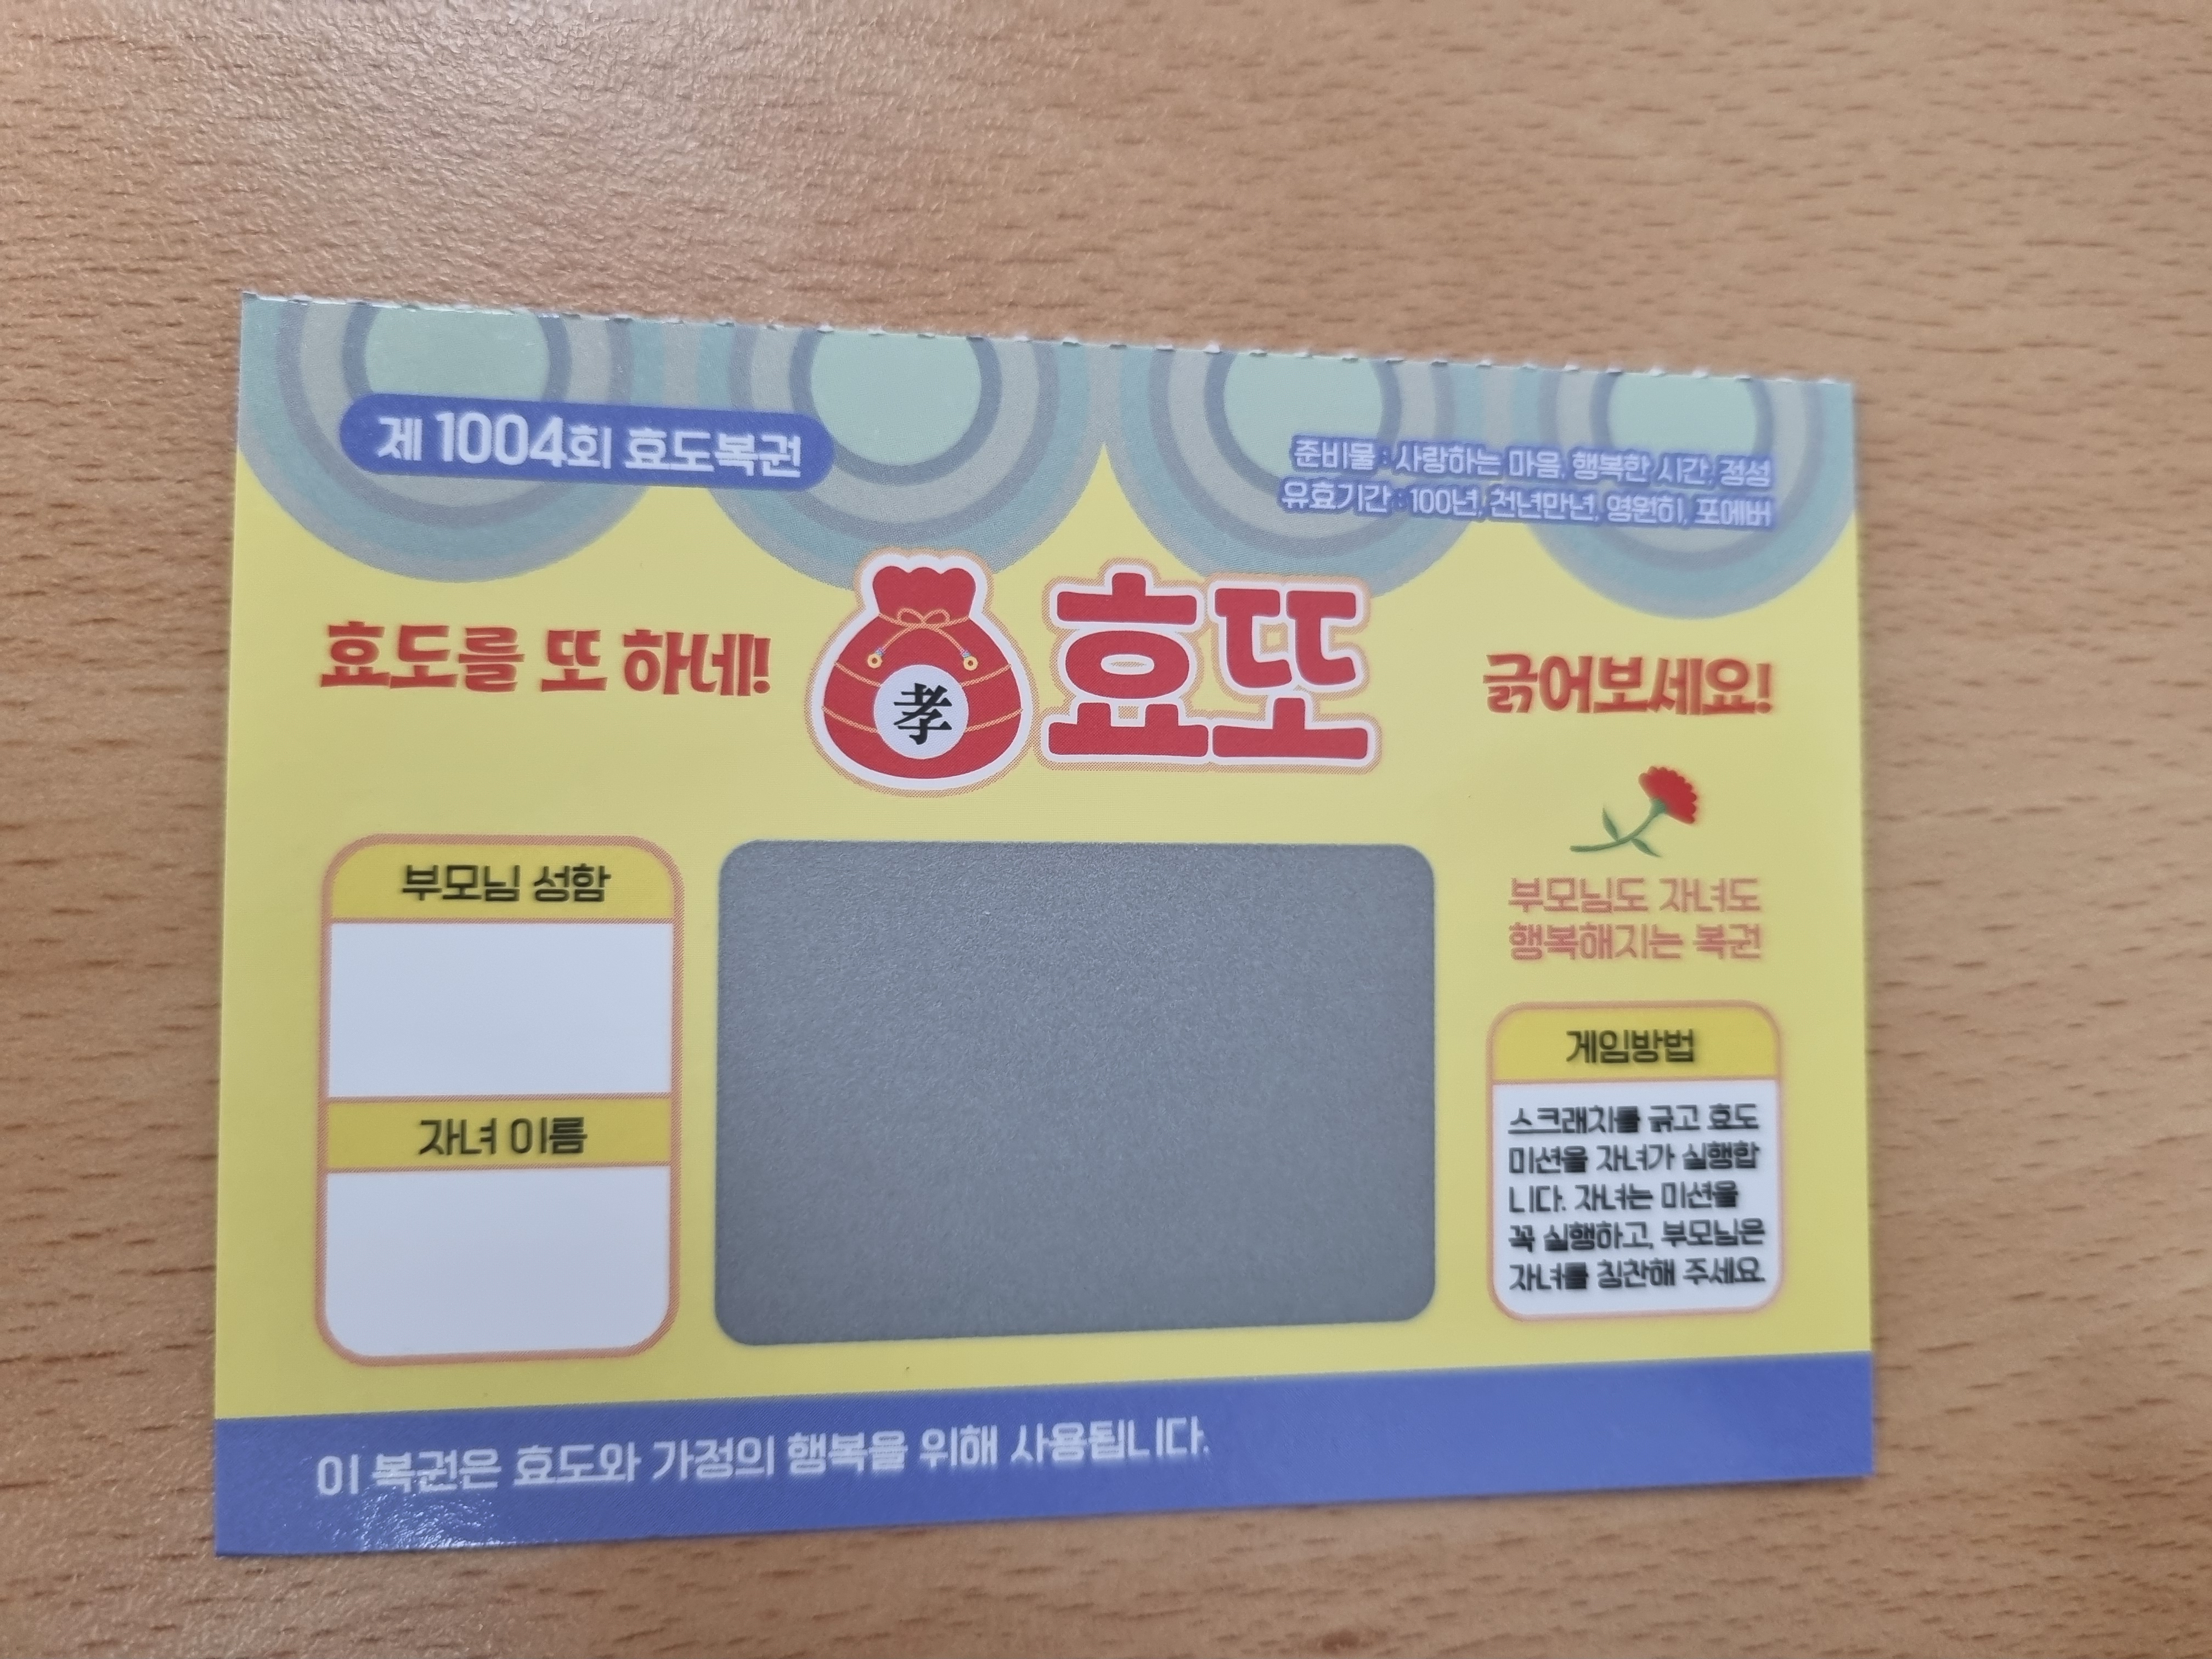 제 1004회 효도복권
준비물 : 사랑하는 마음, 행복한 시간, 정성
유효기간 : 100년, 천년만년, 영원히, 포에버
효도를 또 하네!
孝
효또
긁어보세요!
부모님 성함
자녀 이름
부모님도 자녀도
행복해지는 복권
게임방법
스크래치를 긁고 효도
미션을 자녀가 실행합
니다. 자녀는 미션을
꼭 실행하고, 부모님은
자녀를 칭찬해 주세요
이 복권은 효도와 가정의 행복을 위해 사용됩니다.